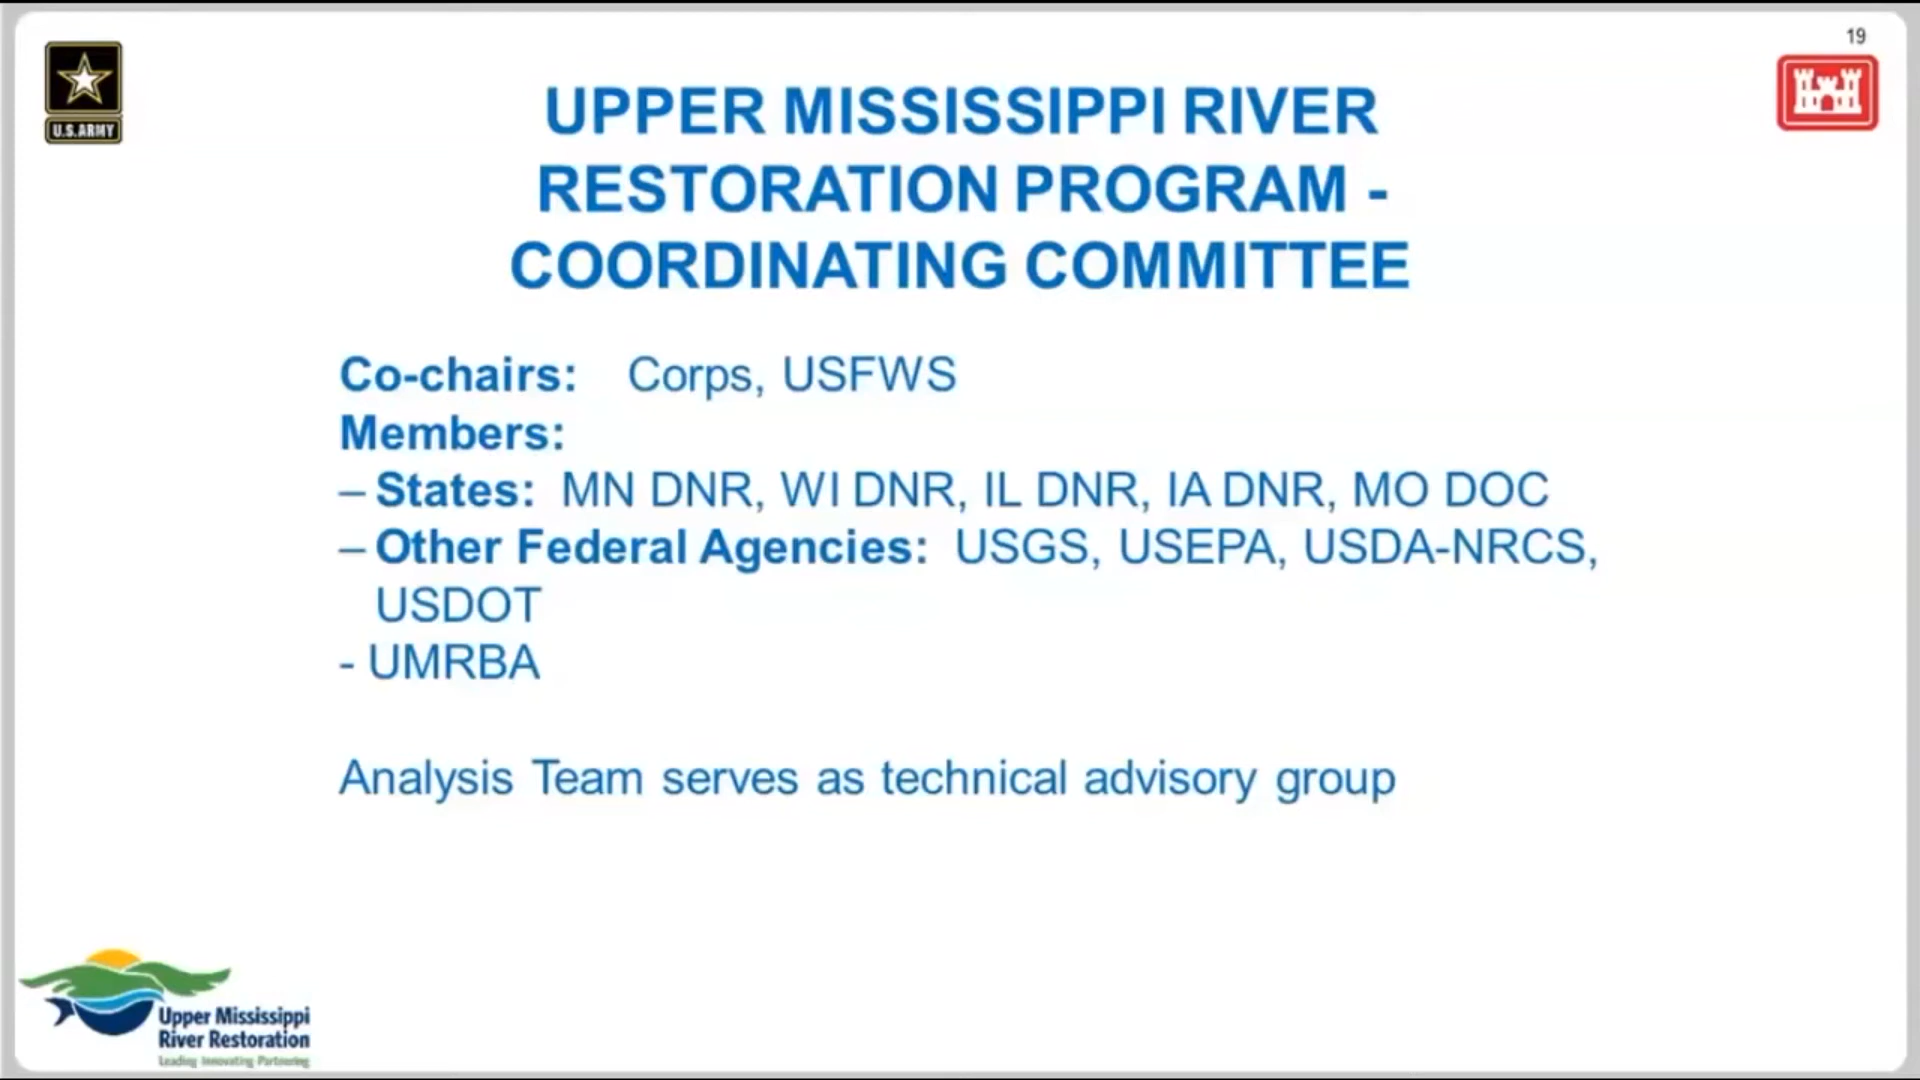 19
U.S.ARMY
UPPER MISSISSIPPI RIVER
RESTORATION PROGRAM -
COORDINATING COMMITTEE
Co-chairs: Corps, USFWS
Members:
– States: MN DNR, WI DNR, IL DNR, IA DNR, MO DOC
– Other Federal Agencies: USGS, USEPA, USDA-NRCS,
USDOT
- UMRBA
Analysis Team serves as technical advisory group
Upper Mississippi
River Restoration
Leading Innovating Partnering